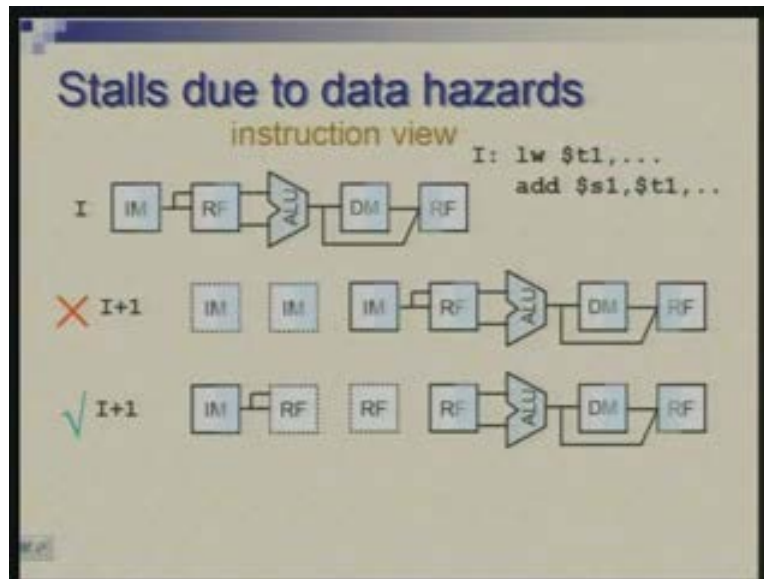 Stalls due to data hazards
instruction view
I: lw $t1,...
add $s1,$t1,..
I IM RF ALU DM RF
I+1 IM IM IM RF ALU DM RF
I+1 IM RF RF RF ALU DM RF